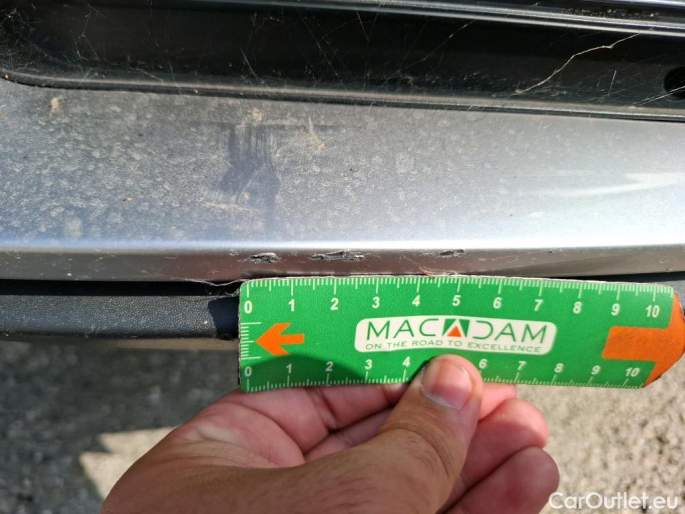 0 1 2 3 4 5 6 7 8 9 10
MACADAM
ON THE ROAD TO EXCELLENCE
0 1 2 3 4 6 7 8 9 10
CarOutlet.eu